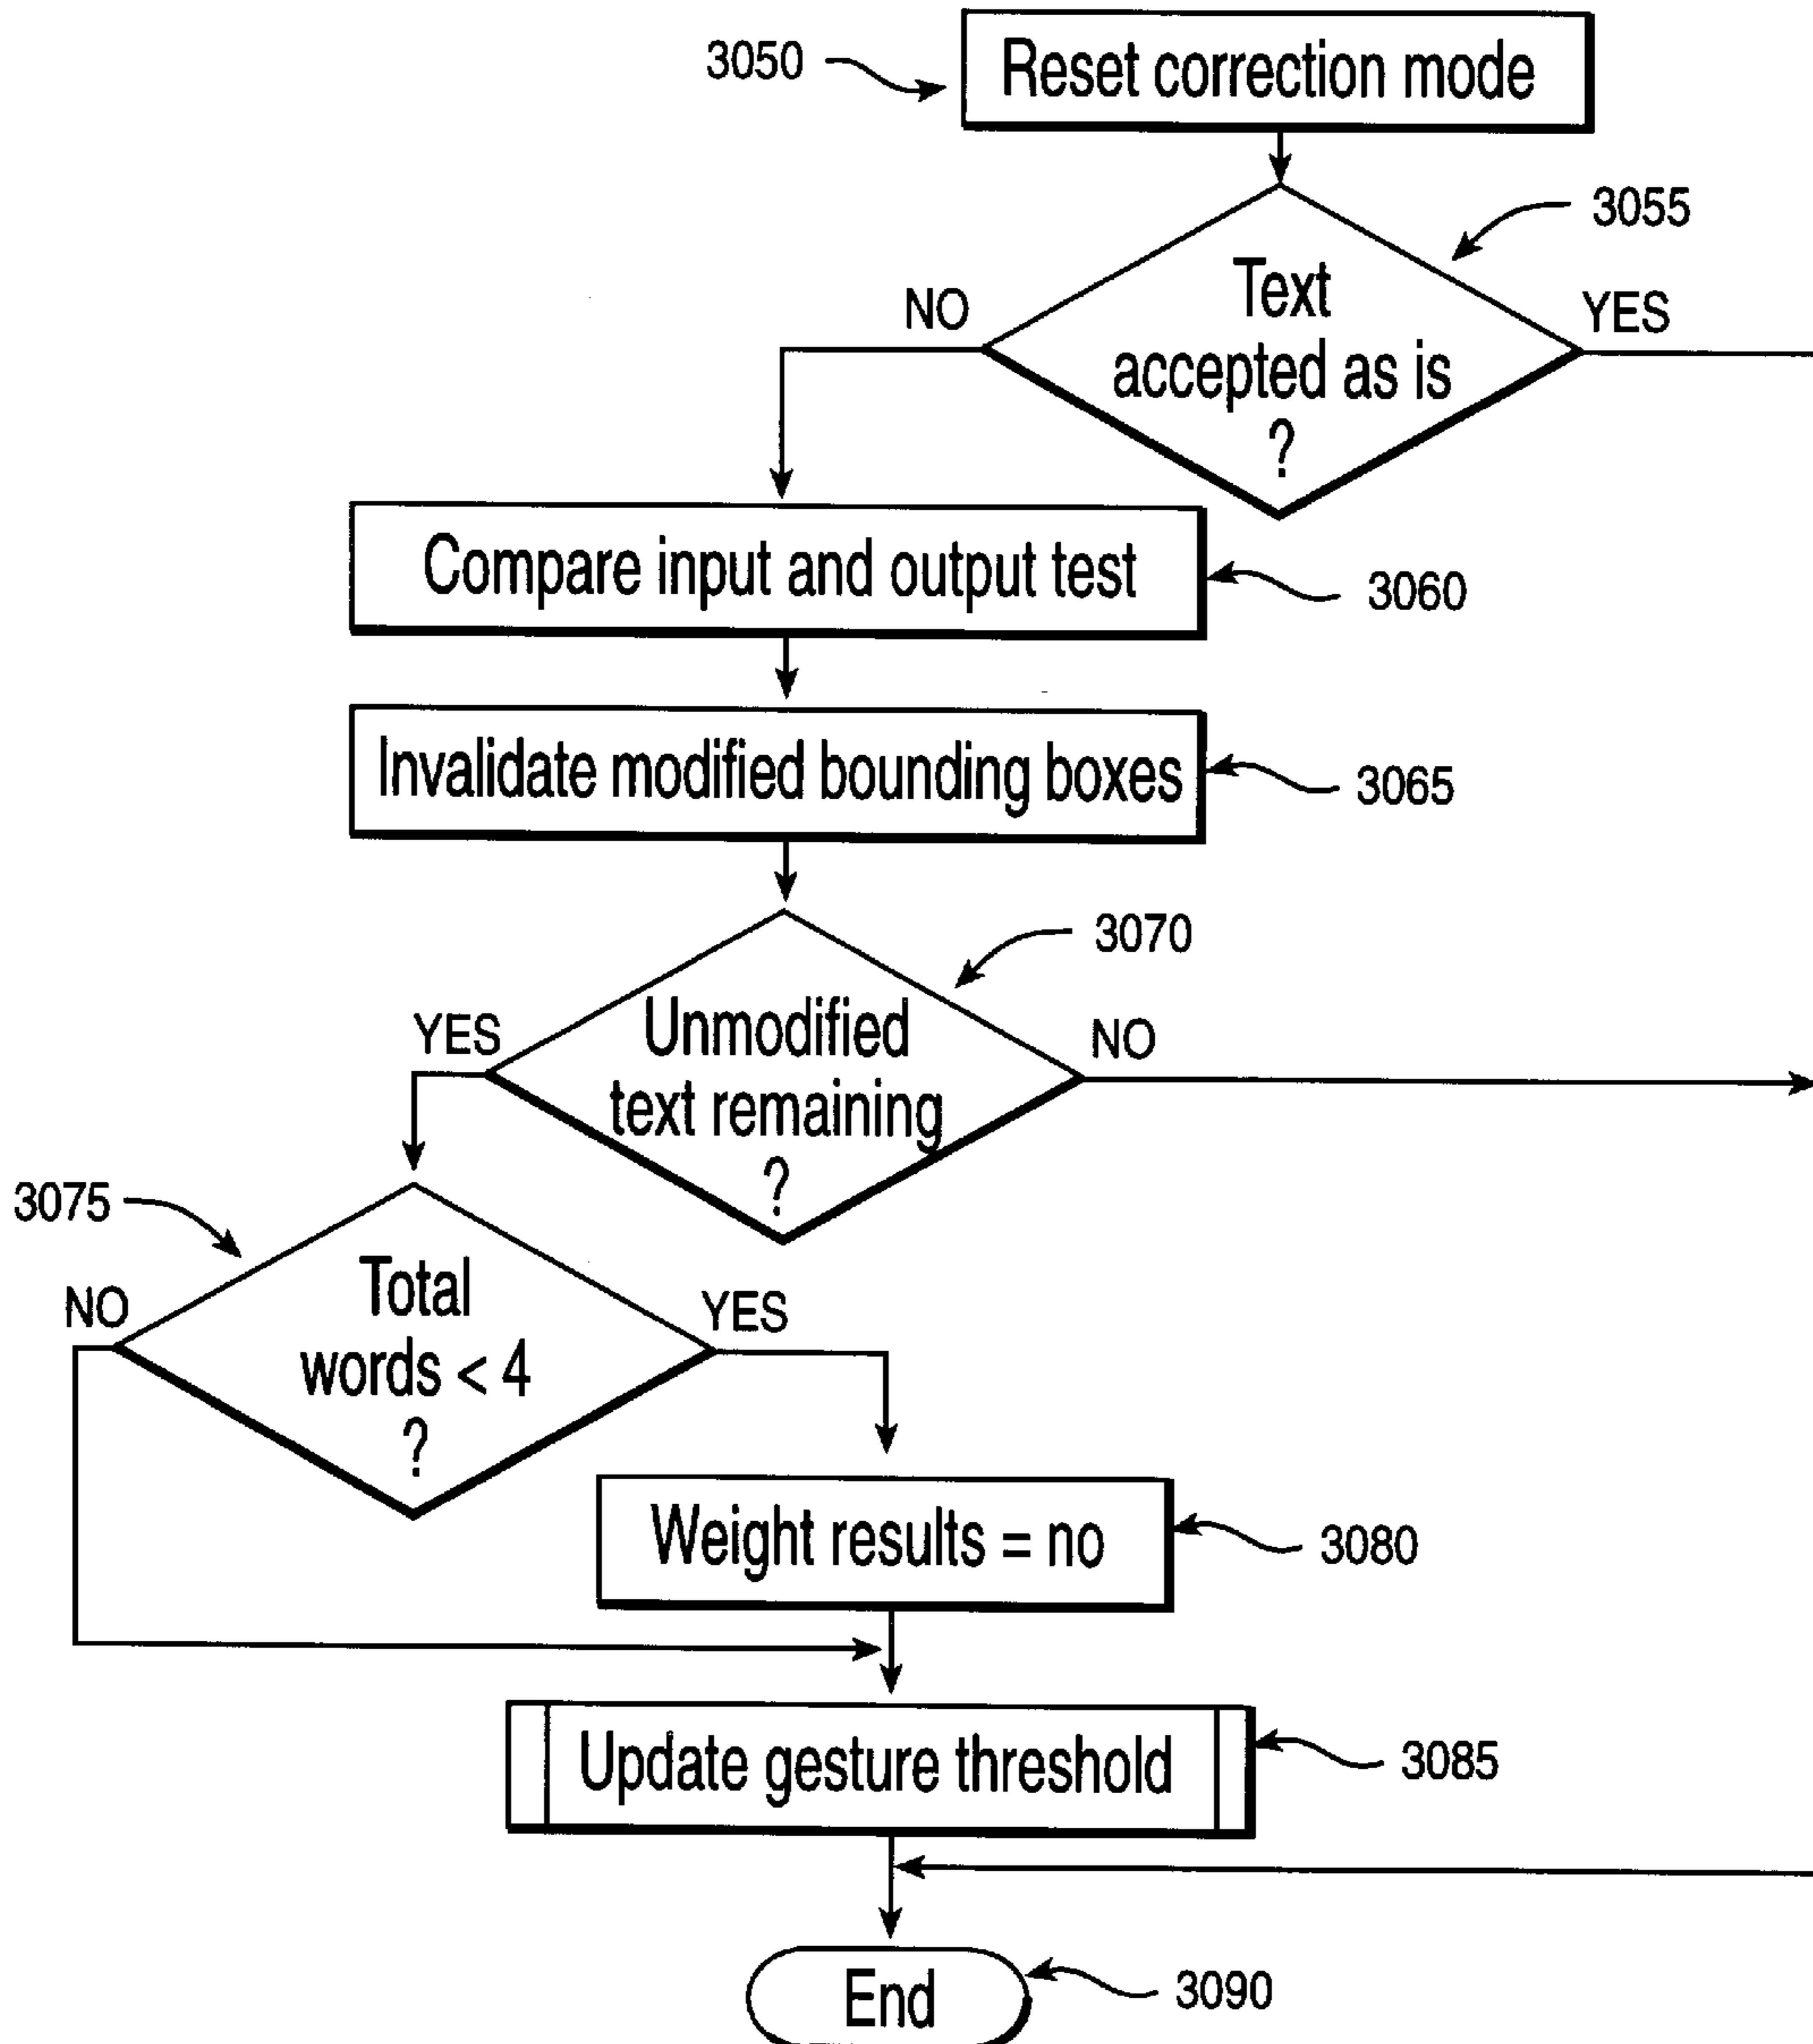 3050
Reset correction mode
3055
NO
Text
accepted as is
?
YES
Compare input and output test
3060
Invalidate modified bounding boxes
3065
3070
YES
Unmodified
text remaining
?
NO
3075
NO
Total
words < 4
?
YES
Weight results = no
3080
Update gesture threshold
3085
End
3090